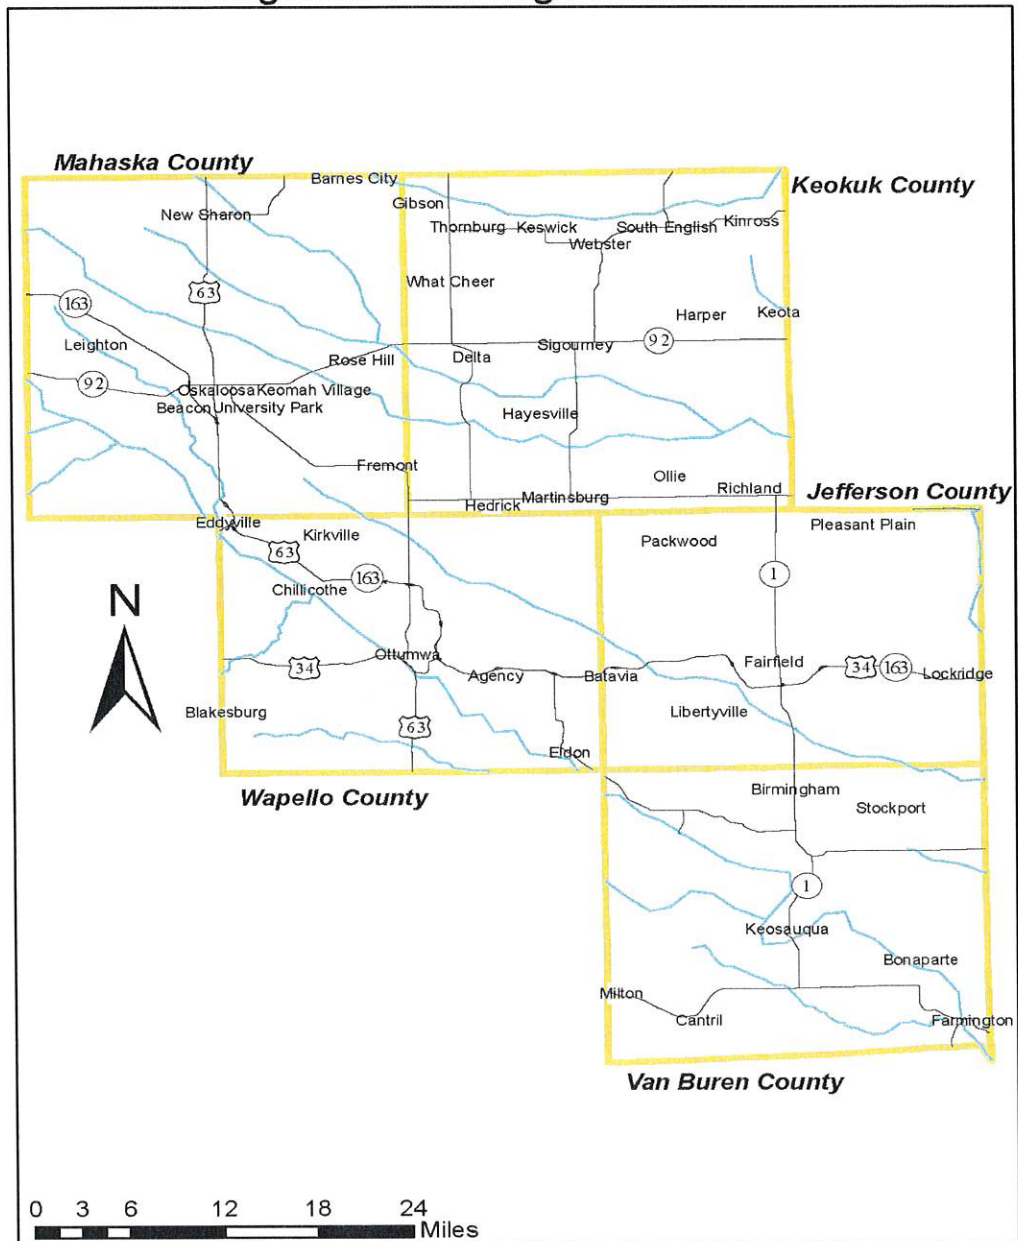 Mahaska County
Keokuk County
Barnes City
Gibson
New Sharon
Thornburg
Keswick
South English
Kinross
Webster
What Cheer
63
163
Harper
Keota
Leighton
Rose Hill
Delta
Sigourney
92
92
Oskaloosa
Keomah Village
Beacon
University Park
Hayesville
Fremont
Ollie
Richland
Hedrick
Martinsburg
Jefferson County
Eddyville
Kirkville
Pleasant Plain
Packwood
63
163
1
N
Chillicothe
Ottumwa
34
Agency
Batavia
Fairfield
34
163
Lockridge
Blakesburg
63
Libertyville
Eldon
Wapello County
Birmingham
Stockport
1
Keosauqua
Bonaparte
Milton
Cantril
Farmington
Van Buren County
0 3 6 12 18 24
Miles